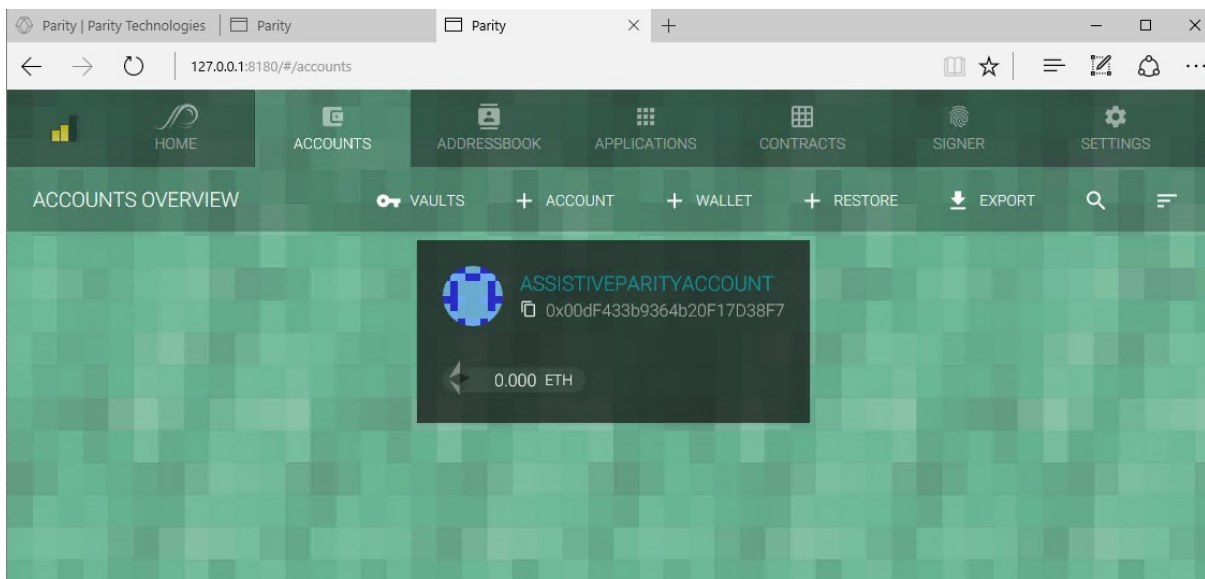 Parity | Parity Technologies Parity Parity
127.0.0.1:8180/#/accounts
HOME ACCOUNTS ADDRESSBOOK APPLICATIONS CONTRACTS SIGNER SETTINGS
ACCOUNTS OVERVIEW VAULTS + ACCOUNT + WALLET + RESTORE EXPORT
ASSISTIVEPARITYACCOUNT
0x00dF433b9364b20F17D38F7
0.000 ETH